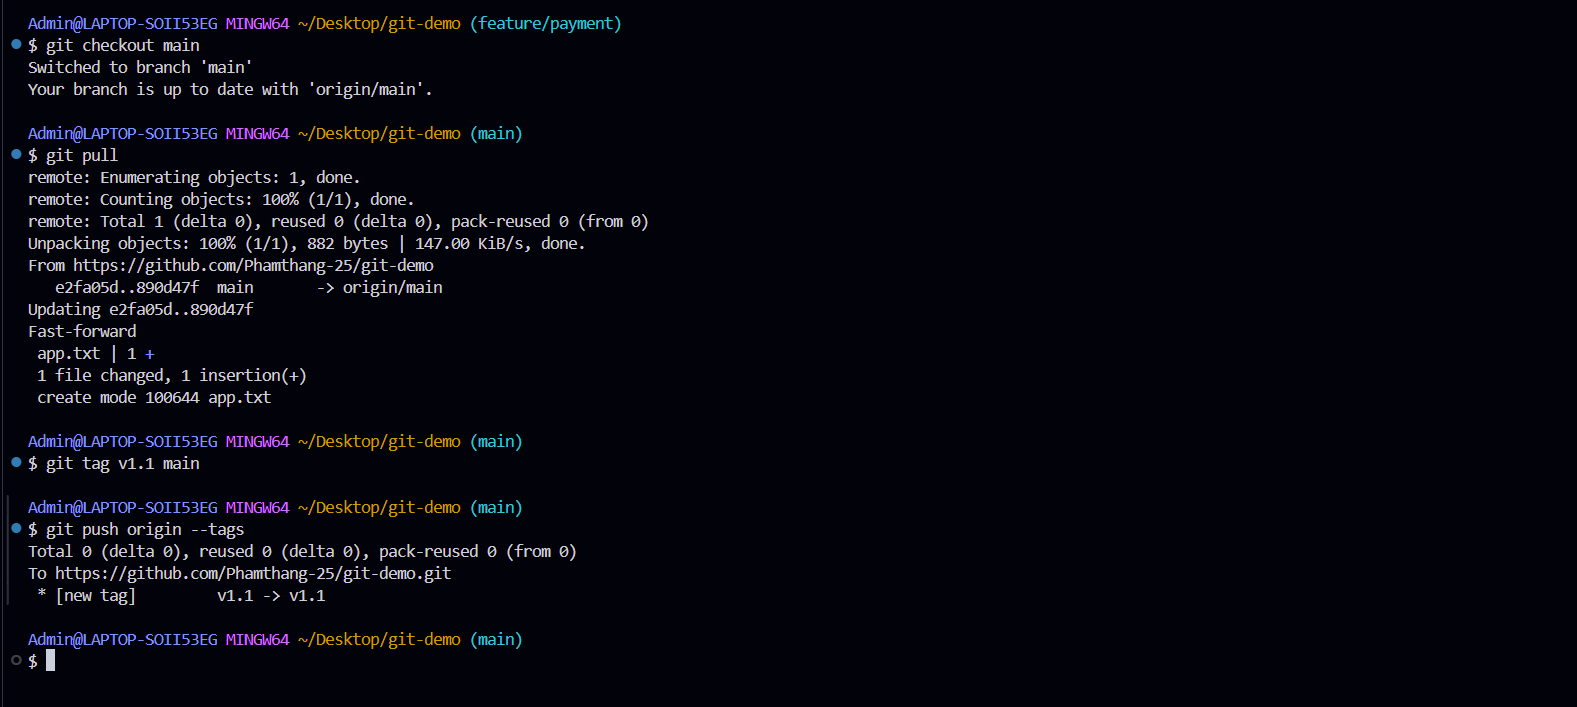 Admin@LAPTOP-SOII53EG MINGW64 ~/Desktop/git-demo (feature/payment)
$ git checkout main
Switched to branch 'main'
Your branch is up to date with 'origin/main'.
Admin@LAPTOP-SOII53EG MINGW64 ~/Desktop/git-demo (main)
$ git pull
remote: Enumerating objects: 1, done.
remote: Counting objects: 100% (1/1), done.
remote: Total 1 (delta 0), reused 0 (delta 0), pack-reused 0 (from 0)
Unpacking objects: 100% (1/1), 882 bytes | 147.00 KiB/s, done.
From https://github.com/Phamthang-25/git-demo
   e2fa05d..890d47f  main       -> origin/main
Updating e2fa05d..890d47f
Fast-forward
 app.txt | 1 +
 1 file changed, 1 insertion(+)
 create mode 100644 app.txt
Admin@LAPTOP-SOII53EG MINGW64 ~/Desktop/git-demo (main)
$ git tag v1.1 main
Admin@LAPTOP-SOII53EG MINGW64 ~/Desktop/git-demo (main)
$ git push origin --tags
Total 0 (delta 0), reused 0 (delta 0), pack-reused 0 (from 0)
To https://github.com/Phamthang-25/git-demo.git
 * [new tag]         v1.1 -> v1.1
Admin@LAPTOP-SOII53EG MINGW64 ~/Desktop/git-demo (main)
$